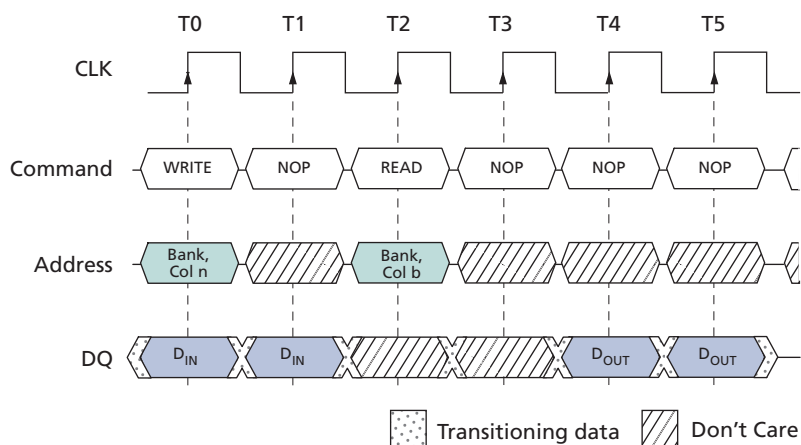 T0 T1 T2 T3 T4 T5
CLK
Command WRITE NOP READ NOP NOP NOP
Address Bank, Col n Bank, Col b
DQ DIN DIN DOUT DOUT
Transitioning data Don't Care